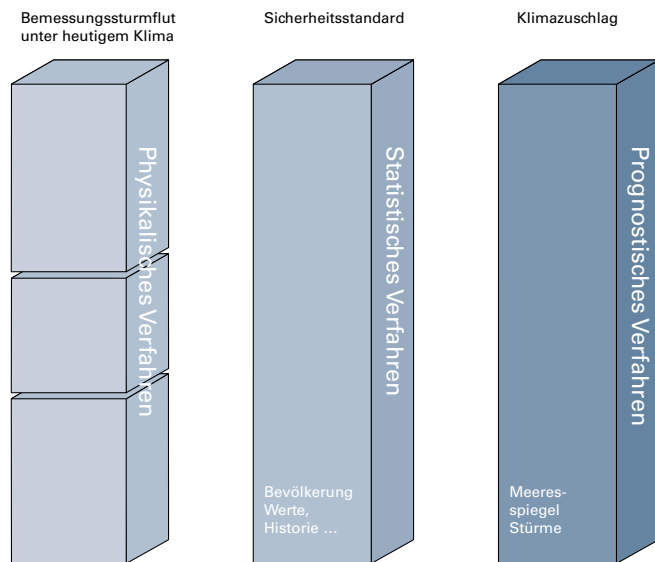 Bemessungssturmflut
unter heutigem Klima
Sicherheitsstandard
Klimazuschlag
Physikalisches Verfahren
Statistisches Verfahren
Prognostisches Verfahren
Bevölkerung
Werte,
Historie ...
Meeres-
spiegel
Stürme